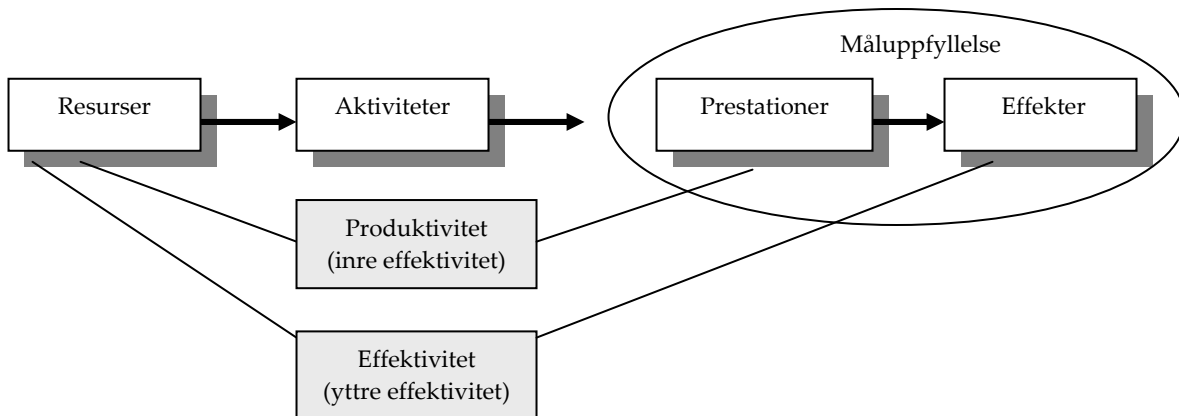 Måluppfyllelse
Resurser
Aktiviteter
Prestationer
Effekter
Produktivitet
(inre effektivitet)
Effektivitet
(yttre effektivitet)